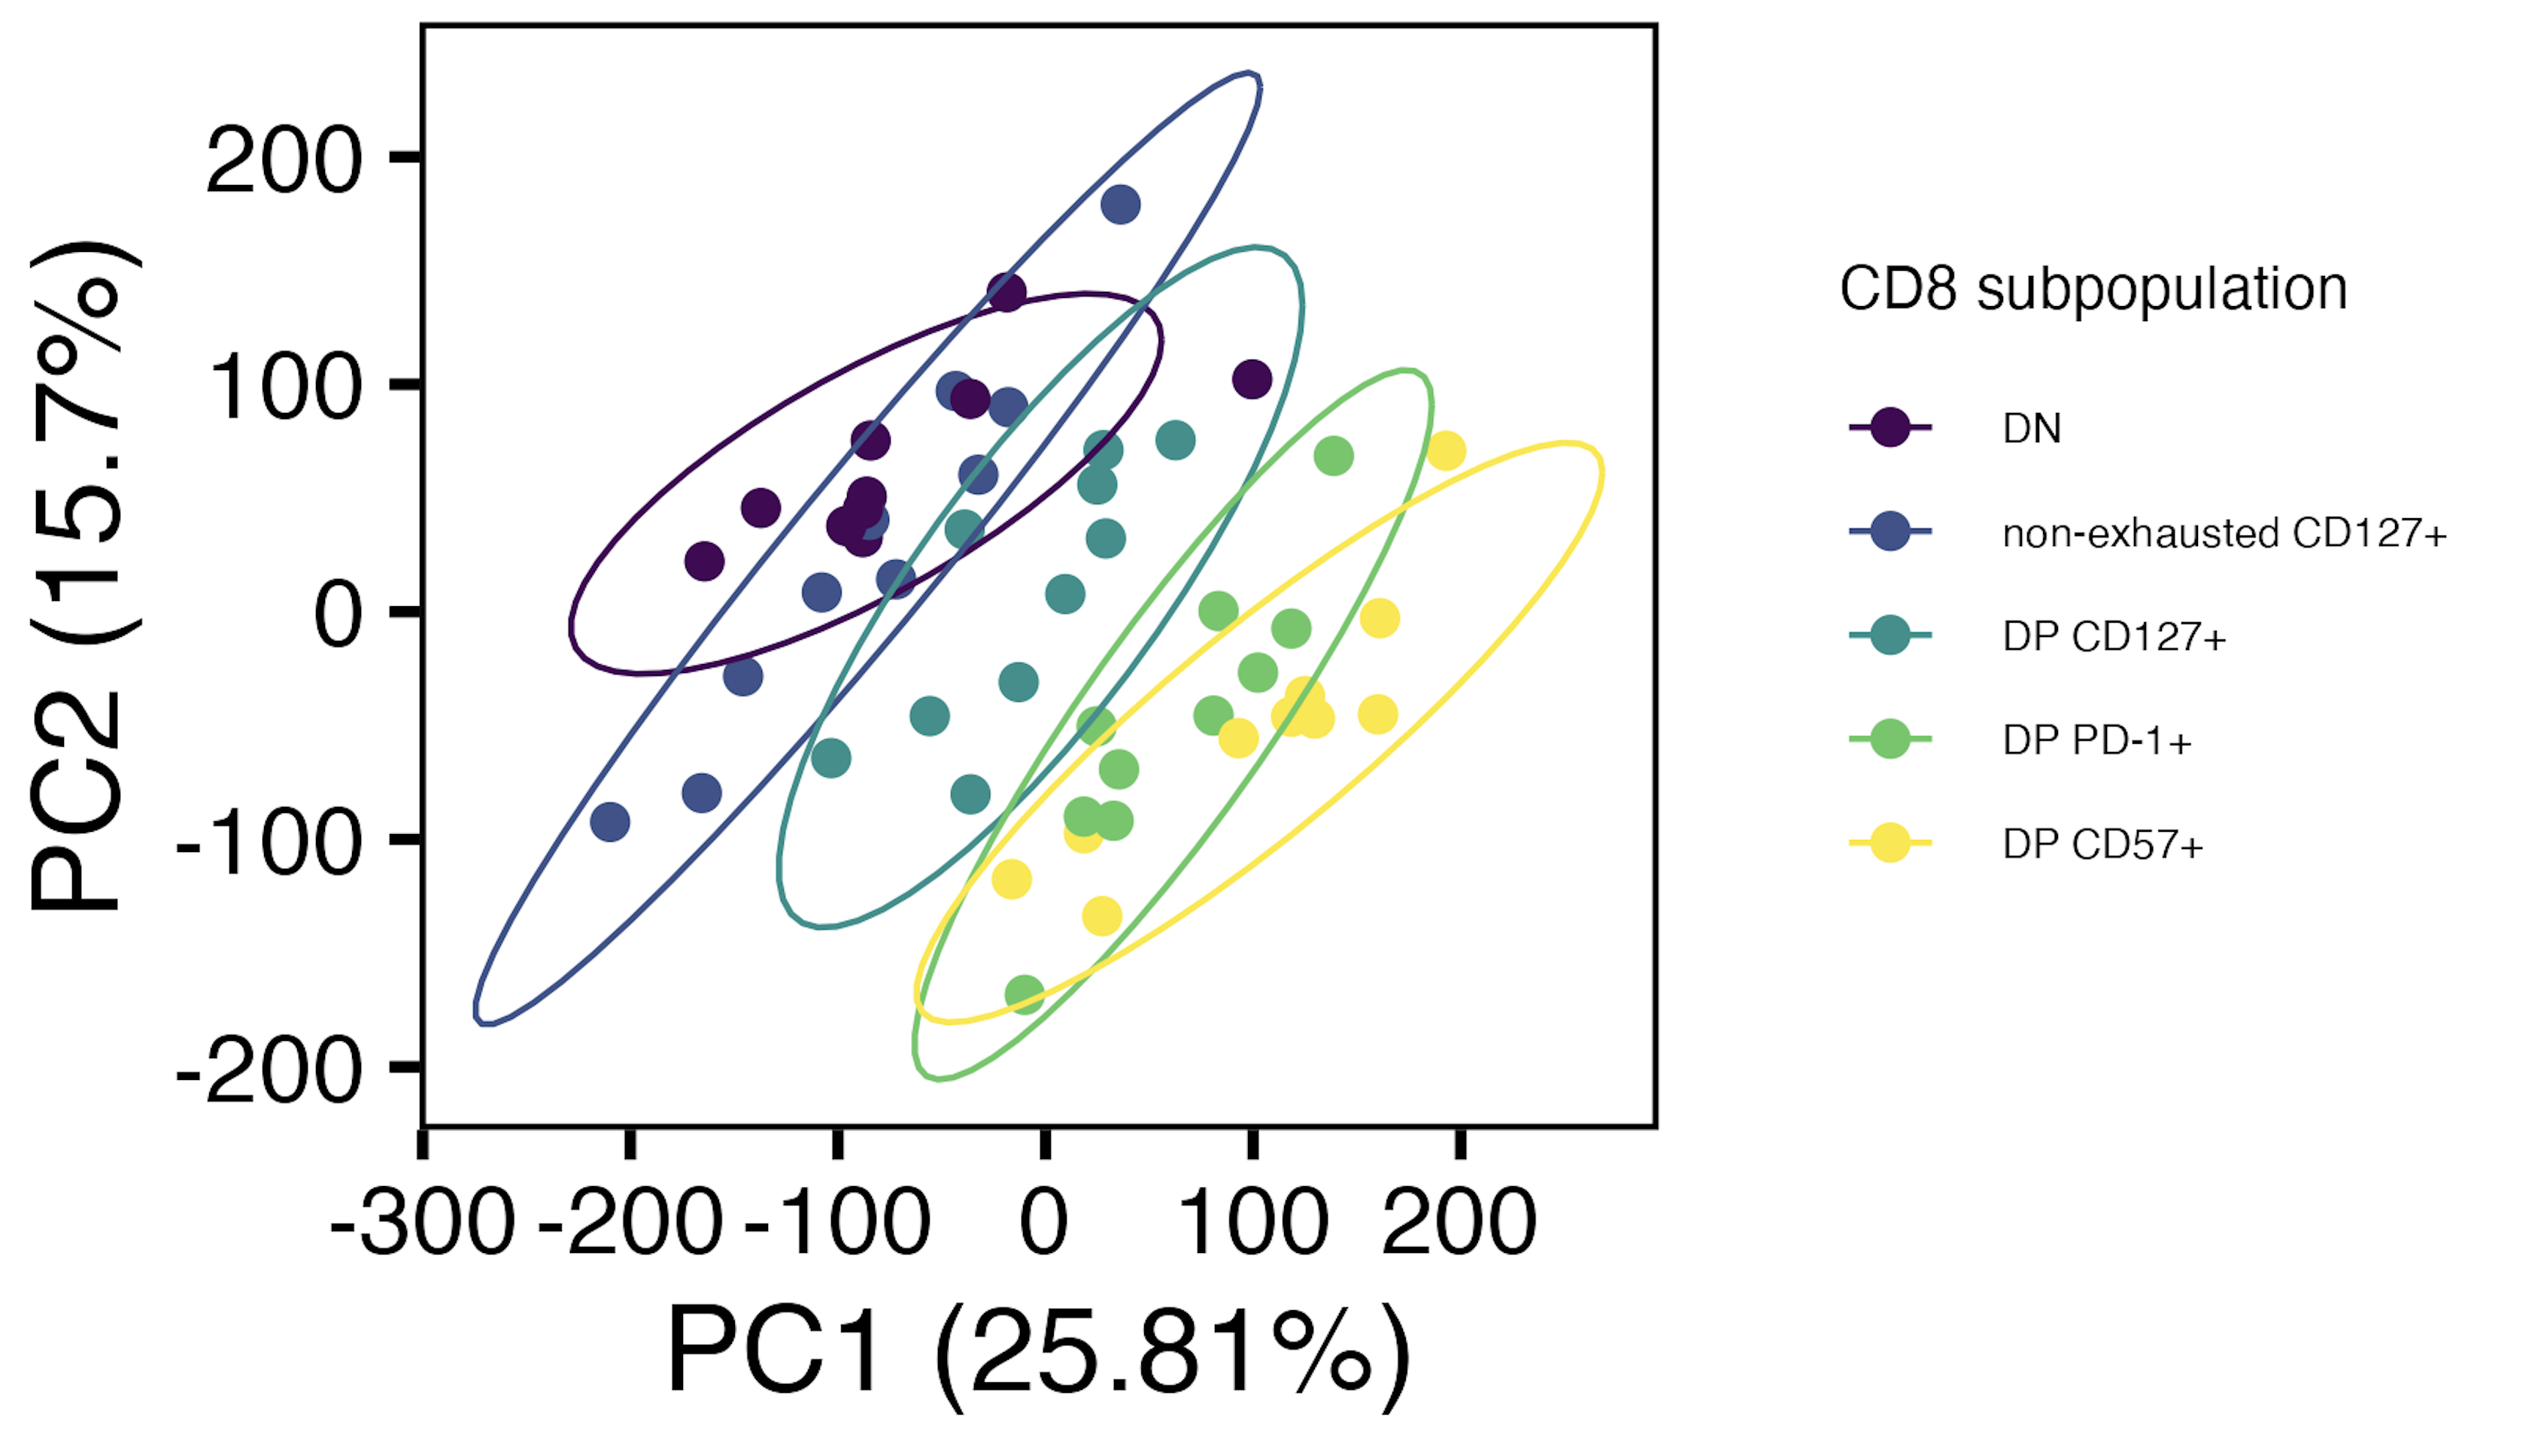 PC2 (15.7%)
200
100
0
-100
-200
-300 -200 -100 0 100 200
PC1 (25.81%)
CD8 subpopulation
DN
non-exhausted CD127+
DP CD127+
DP PD-1+
DP CD57+